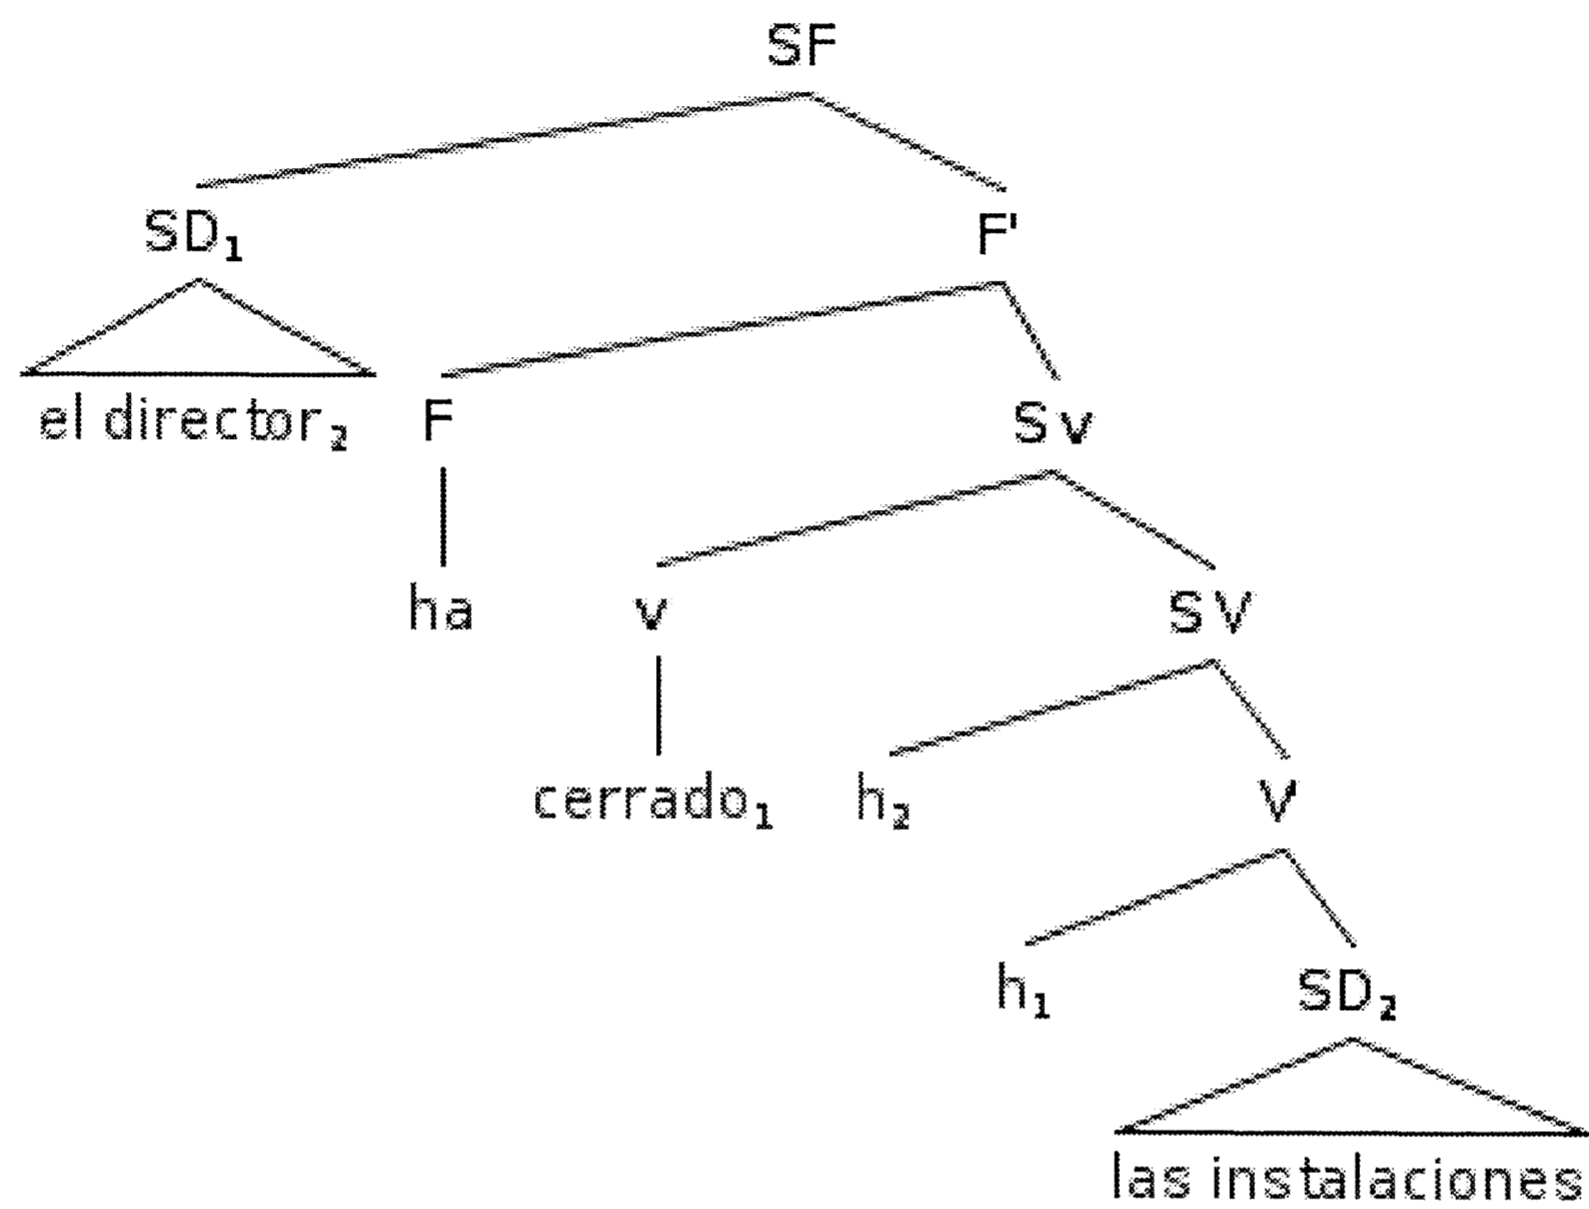 SF
SD₁ F'
el director₂ F Sv
ha v SV
cerrado₁ h₂ V'
h₁ SD₂
las instalaciones